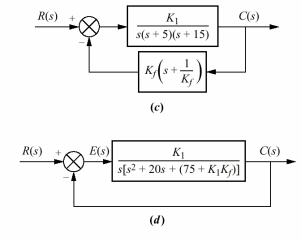 R(s) + K₁ C(s)
s(s + 5)(s + 15)
−
K_f(s + 1/K_f)
(c)
R(s) + E(s) K₁ C(s)
s[s² + 20s + (75 + K₁K_f)]
−
(d)